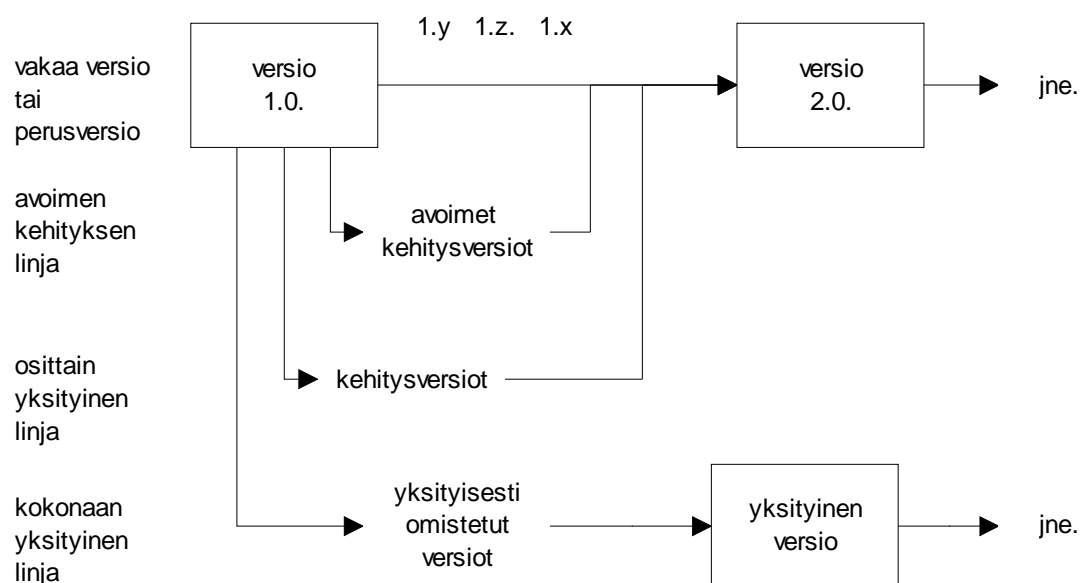 1.y 1.z. 1.x
vakaa versio
tai
perusversio
versio
1.0.
versio
2.0.
jne.
avoimen
kehityksen
linja
avoimet
kehitysversiot
osittain
yksityinen
linja
kehitysversiot
kokonaan
yksityinen
linja
yksityisesti
omistetut
versiot
yksityinen
versio
jne.